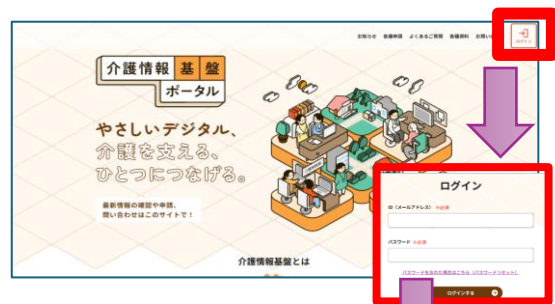 お知らせ 各種申請 よくあるご質問 各種資料 お問い
ログイン
介護情報基盤
ポータル
やさしいデジタル、
介護を支える、
ひとつにつなげる。
最新情報の確認や申請、
問い合わせはこのサイトで！
介護情報基盤とは
ログイン
ID（メールアドレス） ※必須
パスワード ※必須
パスワードを忘れた場合はこちら（パスワードリセット）
ログインする